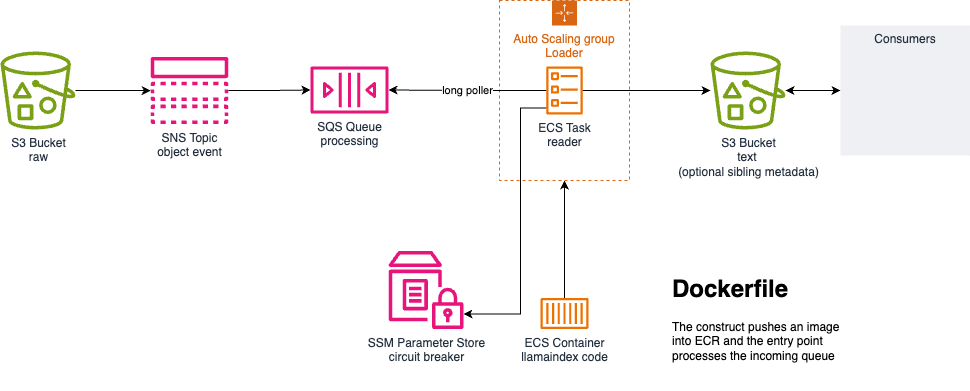 Auto Scaling group
Loader
Consumers
long poller
S3 Bucket
raw
SNS Topic
object event
SQS Queue
processing
ECS Task
reader
S3 Bucket
text
(optional sibling metadata)
SSM Parameter Store
circuit breaker
ECS Container
llamaindex code
Dockerfile
The construct pushes an image
into ECR and the entry point
processes the incoming queue